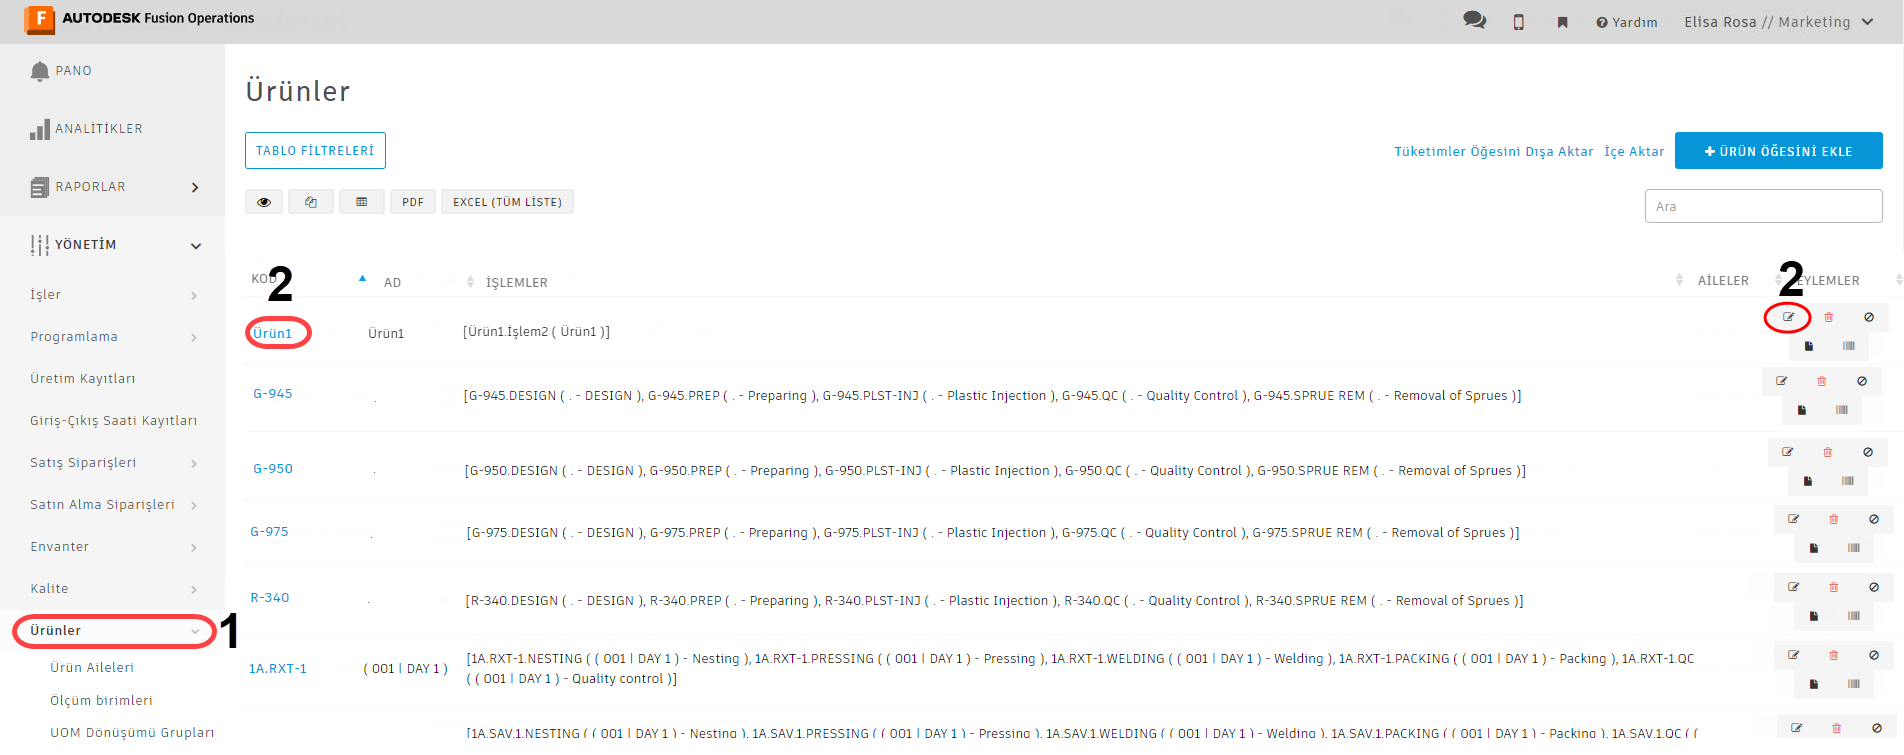 AUTODESK Fusion Operations
Yardım
Elisa Rosa // Marketing
PANO
ANALİTİKLER
RAPORLAR
YÖNETİM
İşler
Programlama
Üretim Kayıtları
Giriş-Çıkış Saati Kayıtları
Satış Siparişleri
Satın Alma Siparişleri
Envanter
Kalite
Ürünler
1
Ürün Aileleri
Ölçüm birimleri
UOM Dönüşümü Grupları
Ürünler
TABLO FİLTRELERİ
Tüketimler Öğesini Dışa Aktar İçe Aktar
+ ÜRÜN ÖĞESİNİ EKLE
PDF
EXCEL (TÜM LİSTE)
Ara
KOD AD İŞLEMLER AİLELER EYLEMLER
2 2
Ürün1 Ürün1 [Ürün1.İşlem2 ( Ürün1 )]
G-945 . [G-945.DESIGN ( . - DESIGN ), G-945.PREP ( . - Preparing ), G-945.PLST-INJ ( . - Plastic Injection ), G-945.QC ( . - Quality Control ), G-945.SPRUE REM ( . - Removal of Sprues )]
G-950 . [G-950.DESIGN ( . - DESIGN ), G-950.PREP ( . - Preparing ), G-950.PLST-INJ ( . - Plastic Injection ), G-950.QC ( . - Quality Control ), G-950.SPRUE REM ( . - Removal of Sprues )]
G-975 . [G-975.DESIGN ( . - DESIGN ), G-975.PREP ( . - Preparing ), G-975.PLST-INJ ( . - Plastic Injection ), G-975.QC ( . - Quality Control ), G-975.SPRUE REM ( . - Removal of Sprues )]
R-340 . [R-340.DESIGN ( . - DESIGN ), R-340.PREP ( . - Preparing ), R-340.PLST-INJ ( . - Plastic Injection ), R-340.QC ( . - Quality Control ), R-340.SPRUE REM ( . - Removal of Sprues )]
1A.RXT-1 ( 001 | DAY 1 ) [1A.RXT-1.NESTING ( ( 001 | DAY 1 ) - Nesting ), 1A.RXT-1.PRESSING ( ( 001 | DAY 1 ) - Pressing ), 1A.RXT-1.WELDING ( ( 001 | DAY 1 ) - Welding ), 1A.RXT-1.PACKING ( ( 001 | DAY 1 ) - Packing ), 1A.RXT-1.QC
( ( 001 | DAY 1 ) - Quality control )]
[1A.SAV.1.NESTING ( ( 001 | DAY 1 ) - Nesting ), 1A.SAV.1.PRESSING ( ( 001 | DAY 1 ) - Pressing ), 1A.SAV.1.WELDING ( ( 001 | DAY 1 ) - Welding ), 1A.SAV.1.PACKING ( ( 001 | DAY 1 ) - Packing ), 1A.SAV.1.QC ( (